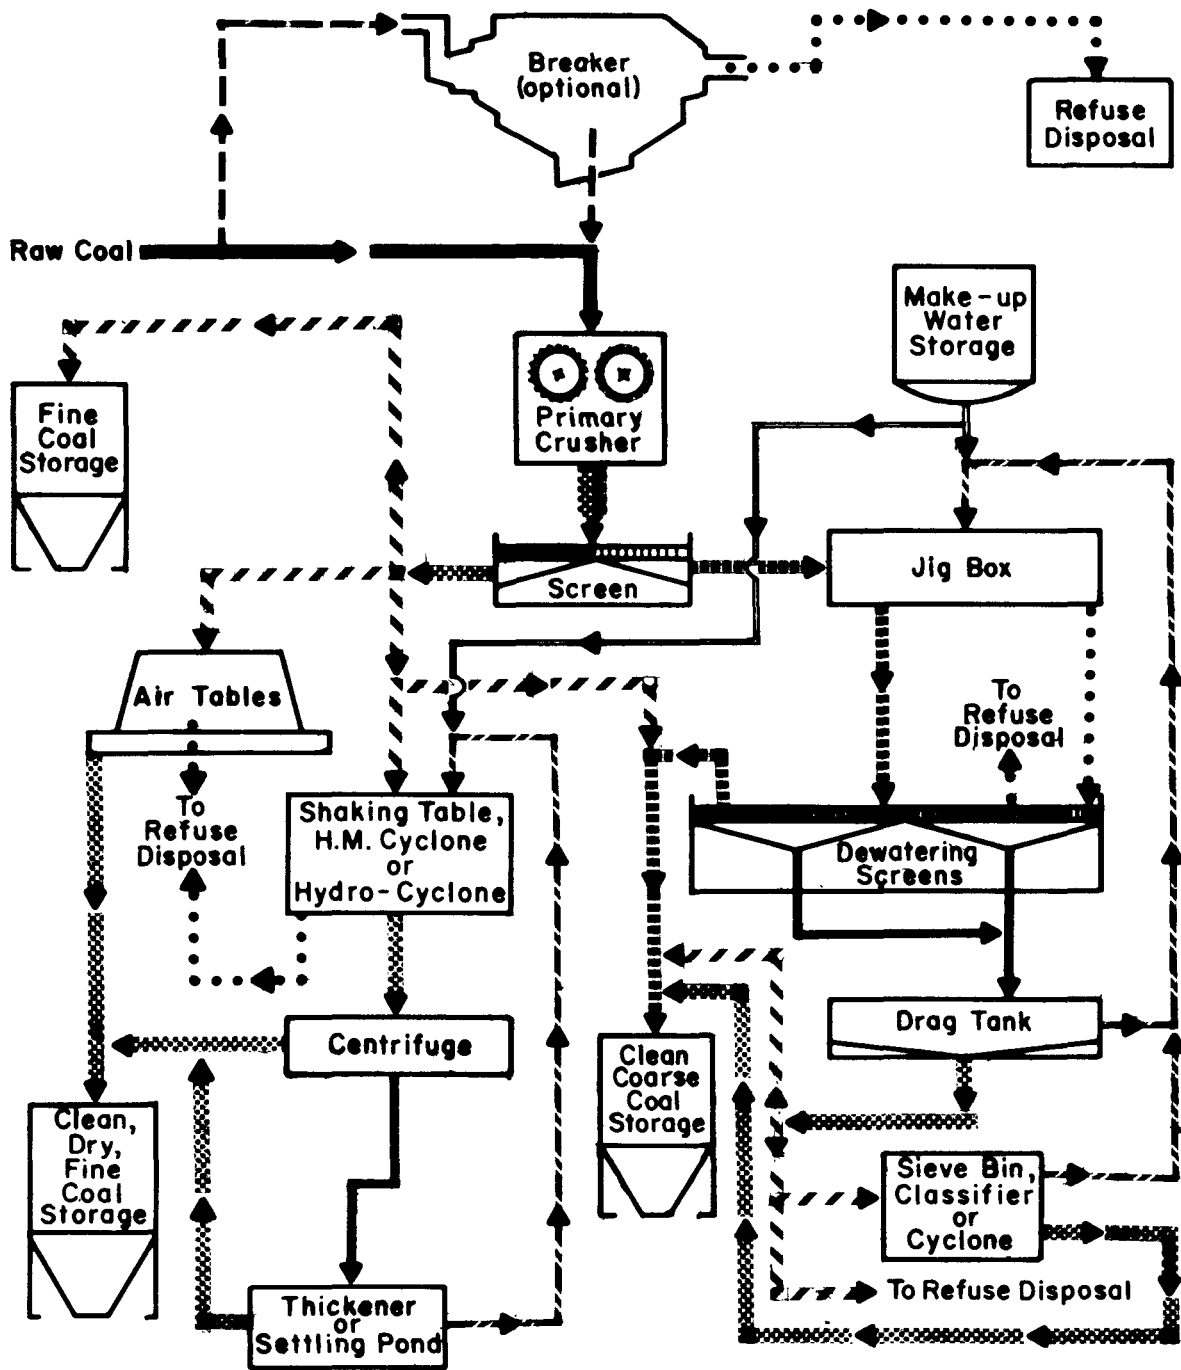 Breaker
(optional)
Refuse
Disposal
Raw Coal
Make-up
Water
Storage
Fine
Coal
Storage
Primary
Crusher
Screen
Jig Box
Air Tables
To
Refuse
Disposal
To
Refuse
Disposal
Shaking Table,
H.M. Cyclone
or
Hydro-Cyclone
Dewatering
Screens
Centrifuge
Drag Tank
Clean
Coarse
Coal
Storage
Clean,
Dry,
Fine
Coal
Storage
Sieve Bin,
Classifier
or
Cyclone
To Refuse Disposal
Thickener
or
Settling Pond